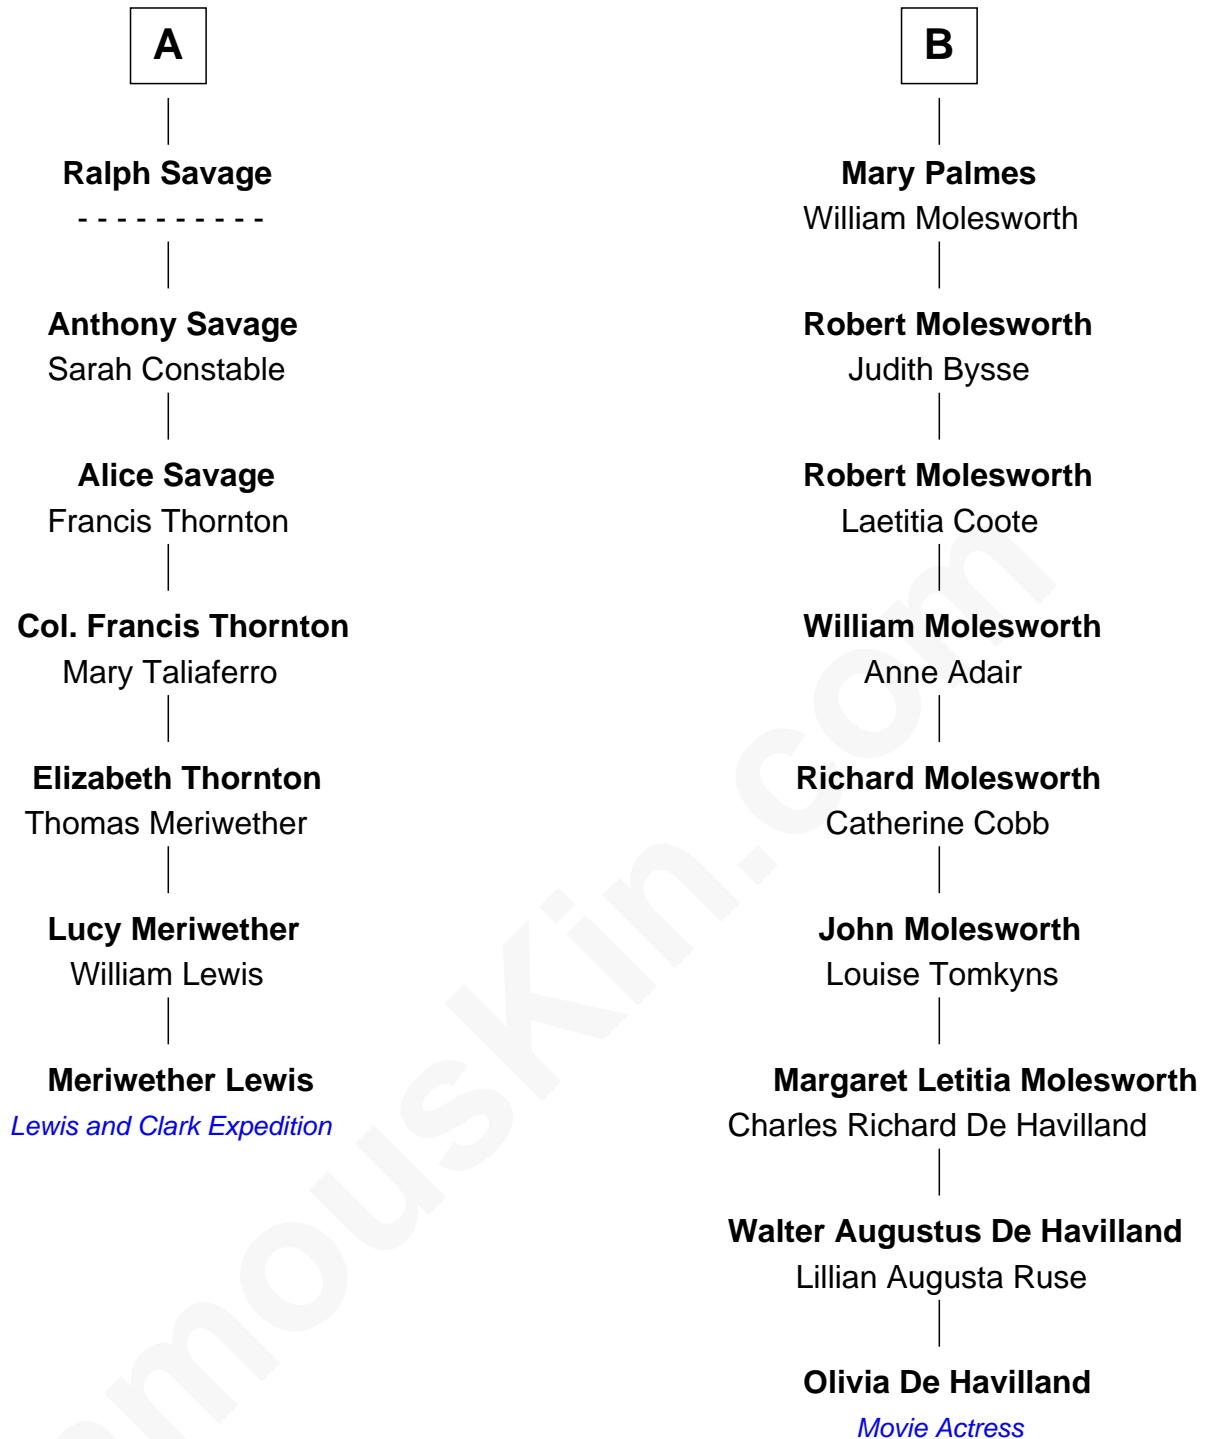 A
Ralph Savage
- - - - - - - - - -
Anthony Savage
Sarah Constable
Alice Savage
Francis Thornton
Col. Francis Thornton
Mary Taliaferro
Elizabeth Thornton
Thomas Meriwether
Lucy Meriwether
William Lewis
Meriwether Lewis
Lewis and Clark Expedition
B
Mary Palmes
William Molesworth
Robert Molesworth
Judith Bysse
Robert Molesworth
Laetitia Coote
William Molesworth
Anne Adair
Richard Molesworth
Catherine Cobb
John Molesworth
Louise Tomkyns
Margaret Letitia Molesworth
Charles Richard De Havilland
Walter Augustus De Havilland
Lillian Augusta Ruse
Olivia De Havilland
Movie Actress
amousKin.com